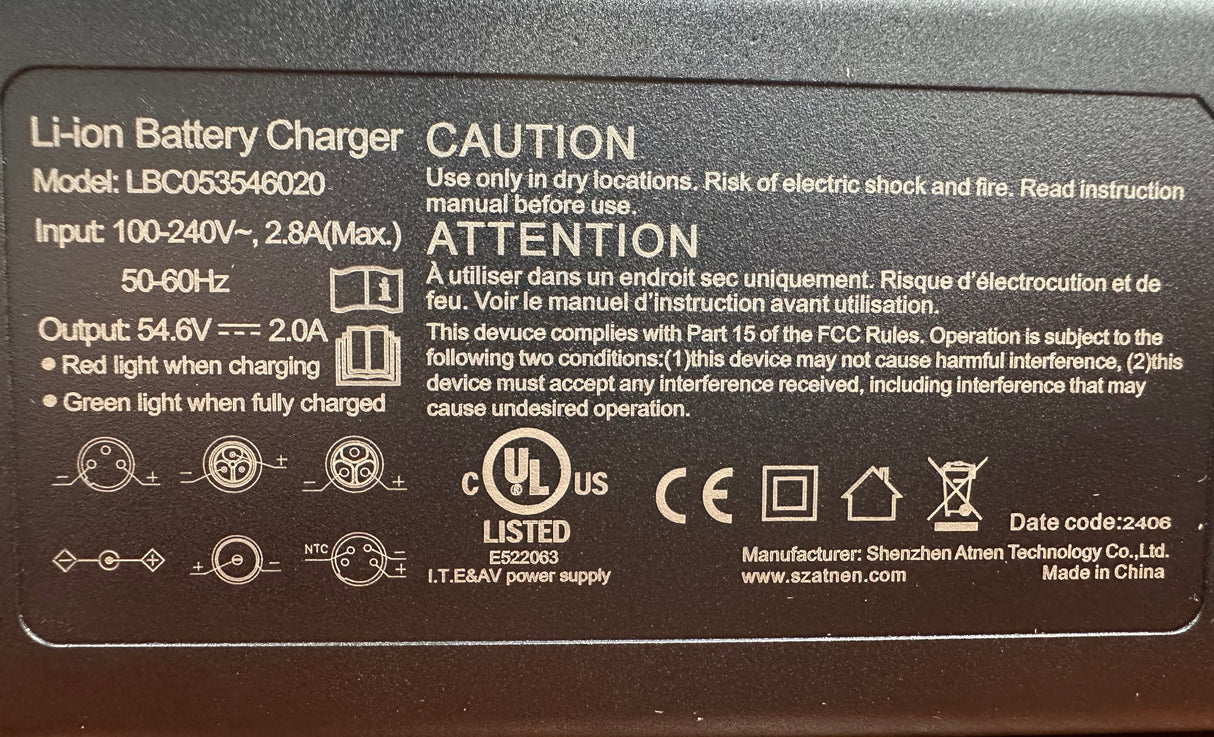 Li-ion Battery Charger
Model: LBC053546020
Input: 100-240V~, 2.8A(Max.)
50-60Hz
Output: 54.6V ⎓ 2.0A
● Red light when charging
● Green light when fully charged
CAUTION
Use only in dry locations. Risk of electric shock and fire. Read instruction
manual before use.
ATTENTION
À utiliser dans un endroit sec uniquement. Risque d'électrocution et de
feu. Voir le manuel d'instruction avant utilisation.
This devuce complies with Part 15 of the FCC Rules. Operation is subject to the
following two conditions:(1)this device may not cause harmful interference, (2)this
device must accept any interference received, including interference that may
cause undesired operation.
− +
− +
− +
− +
+ − −
NTC − +
C UL ® US
LISTED
E522063
I.T.E&AV power supply
CE
Date code:2406
Manufacturer: Shenzhen Atnen Technology Co.,Ltd.
www.szatnen.com
Made in China